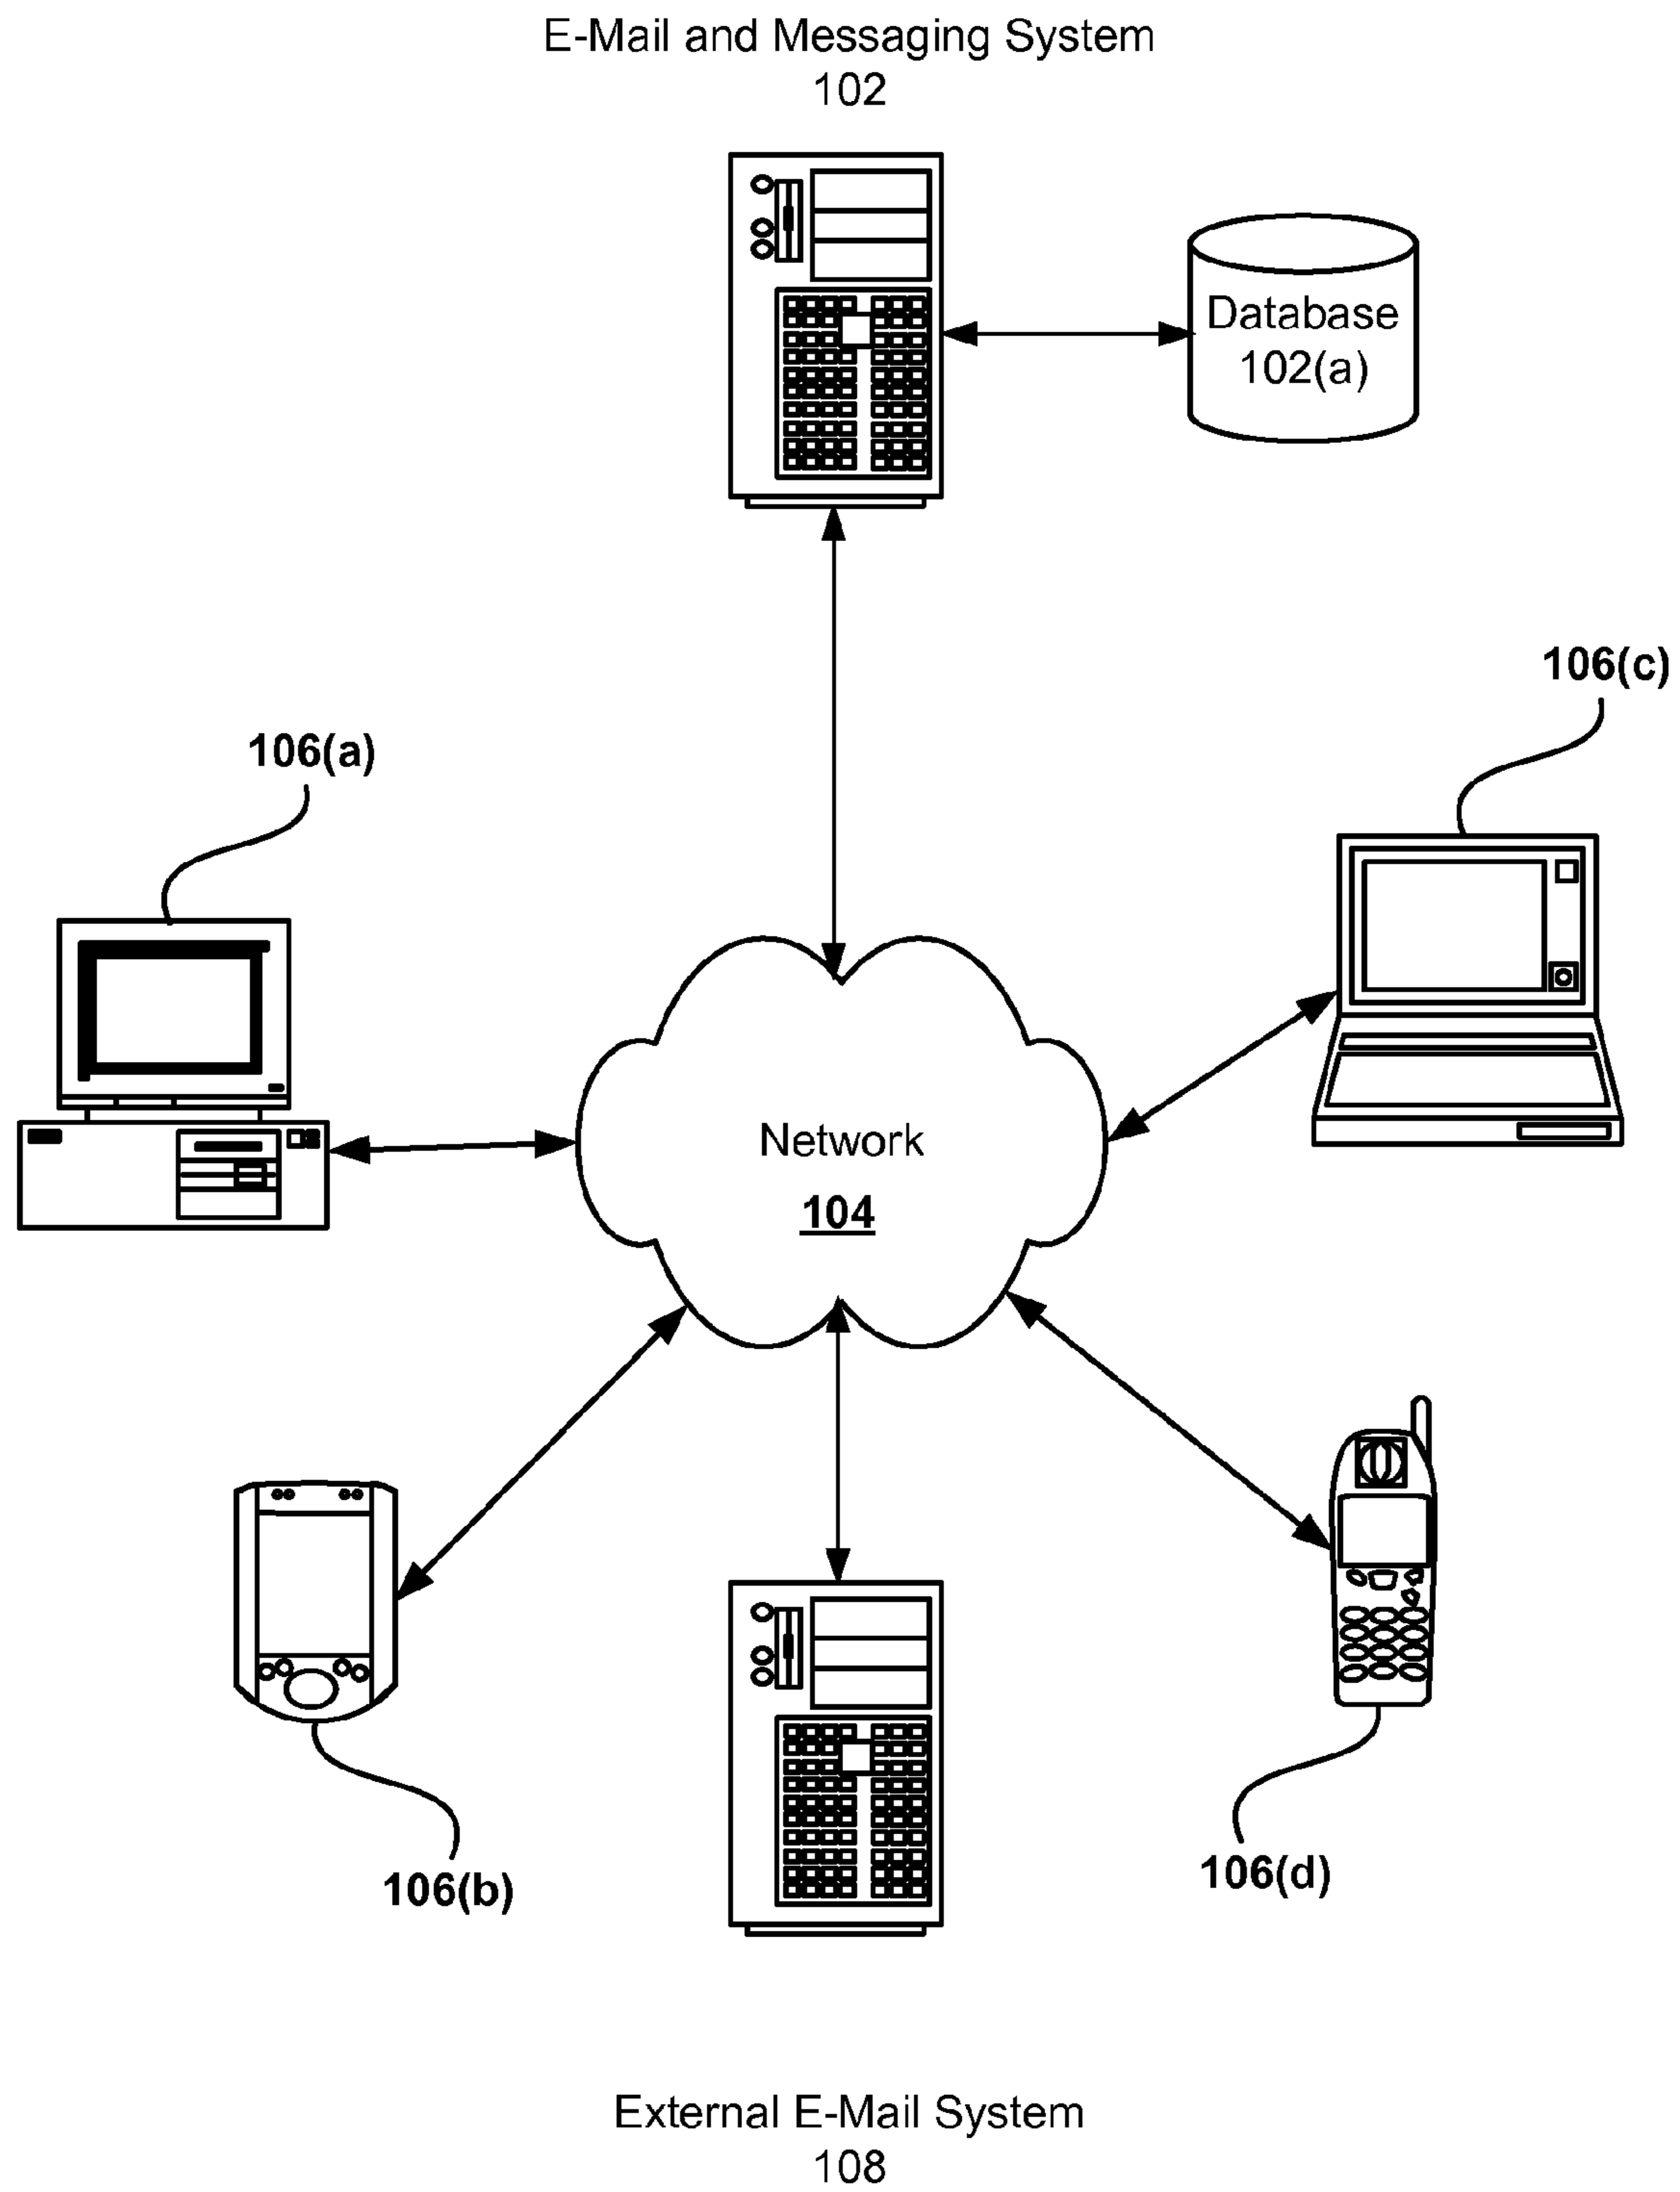 E-Mail and Messaging System
102
Database
102(a)
106(c)
106(a)
Network
104
106(b)
106(d)
External E-Mail System
108